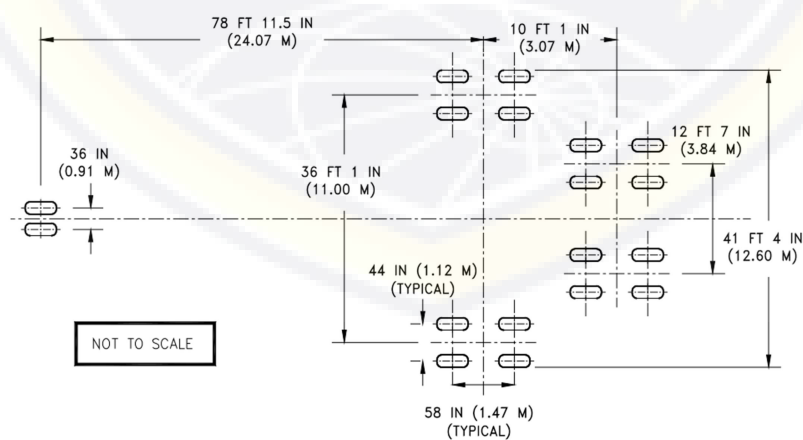 78 FT 11.5 IN
(24.07 M)
10 FT 1 IN
(3.07 M)
36 IN
(0.91 M)
36 FT 1 IN
(11.00 M)
12 FT 7 IN
(3.84 M)
41 FT 4 IN
(12.60 M)
44 IN (1.12 M)
(TYPICAL)
NOT TO SCALE
58 IN (1.47 M)
(TYPICAL)